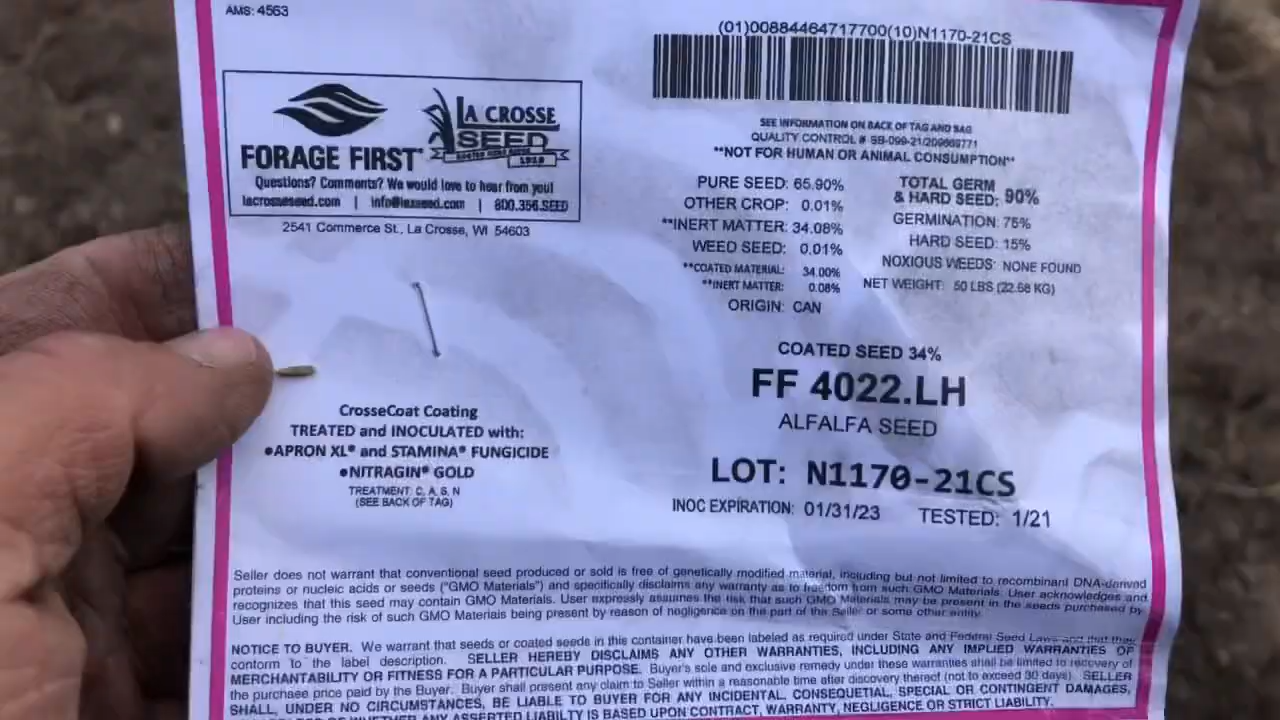 AMS: 4563
(01)00884464717700(10)N1170-21CS
FORAGE FIRST
LA CROSSE
SEED
Questions? Comments? We would love to hear from you!
lacrosseseed.com | info@laxseed.com | 800.356.SEED
2541 Commerce St., La Crosse, WI 54603
SEE INFORMATION ON BACK OF TAG AND BAG
QUALITY CONTROL #
**NOT FOR HUMAN OR ANIMAL CONSUMPTION**
PURE SEED: 65.90%
OTHER CROP: 0.01%
**INERT MATTER: 34.08%
WEED SEED: 0.01%
**COATED MATERIAL: 34.00%
**INERT MATTER: 0.08%
ORIGIN: CAN
TOTAL GERM
& HARD SEED: 90%
GERMINATION: 75%
HARD SEED: 15%
NOXIOUS WEEDS: NONE FOUND
NET WEIGHT: 50 LBS (22.68 KG)
COATED SEED 34%
FF 4022.LH
ALFALFA SEED
LOT: N1170-21CS
INOC EXPIRATION: 01/31/23 TESTED: 1/21
CrosseCoat Coating
TREATED and INOCULATED with:
•APRON XL® and STAMINA® FUNGICIDE
•NITRAGIN® GOLD
TREATMENT: C, A, S, N
(SEE BACK OF TAG)
Seller does not warrant that conventional seed produced or sold is free of genetically modified material, including but not limited to recombinant DNA-derived
proteins or nucleic acids or seeds ("GMO Materials") and specifically disclaims any warranty as to freedom from such GMO Materials. User acknowledges and
recognizes that this seed may contain GMO Materials. User expressly assumes the risk that such GMO Materials may be present in the seeds purchased by
User including the risk of such GMO Materials being present by reason of negligence on the part of the Seller or some other entity.
NOTICE TO BUYER. We warrant that seeds or coated seeds in this container have been labeled as required under State and Federal Seed Laws and that they
conform to the label description. SELLER HEREBY DISCLAIMS ANY OTHER WARRANTIES, INCLUDING ANY IMPLIED WARRANTIES OF
MERCHANTABILITY OR FITNESS FOR A PARTICULAR PURPOSE. Buyer's sole and exclusive remedy under these warranties shall be limited to recovery of
the purchase price paid by the Buyer. Buyer shall present any claim to Seller within a reasonable time after discovery thereof (not to exceed 30 days). SELLER
SHALL, UNDER NO CIRCUMSTANCES, BE LIABLE TO BUYER FOR ANY INCIDENTAL, CONSEQUETIAL, SPECIAL OR CONTINGENT DAMAGES,
WHETHER ANY ASSERTED LIABILTY IS BASED UPON CONTRACT, WARRANTY, NEGLIGENCE OR STRICT LIABILITY.